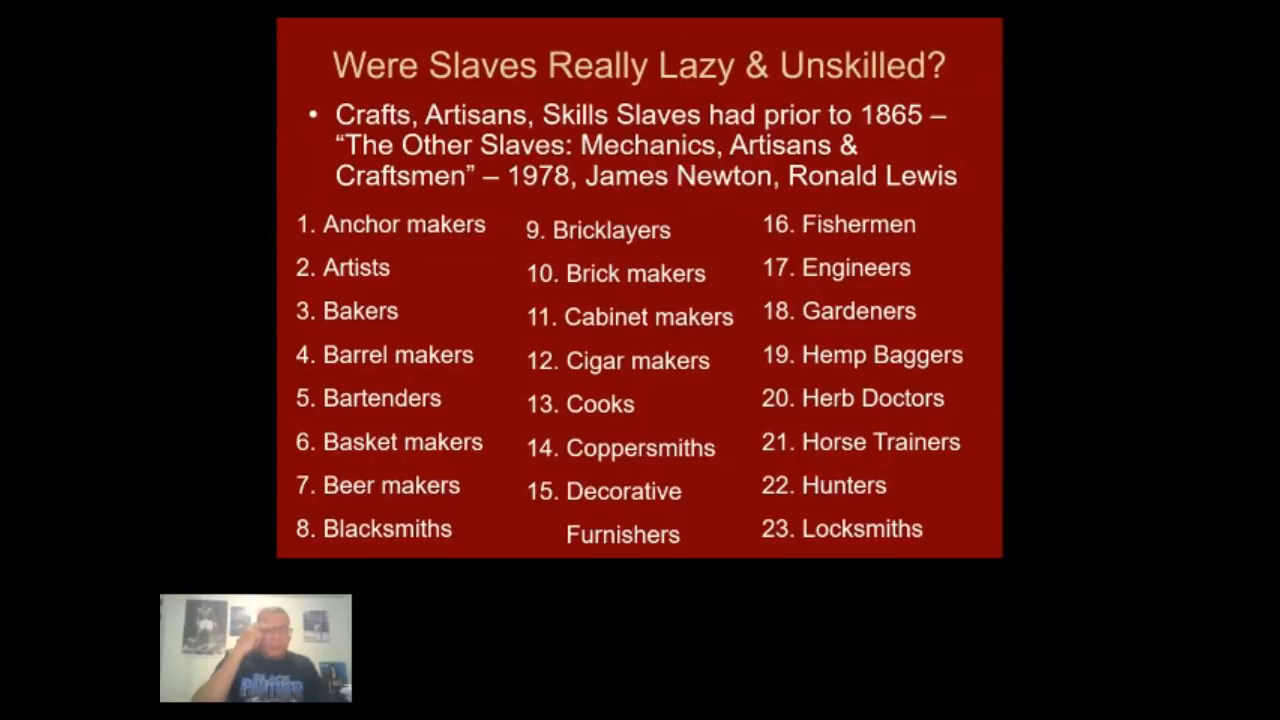 Were Slaves Really Lazy & Unskilled?
• Crafts, Artisans, Skills Slaves had prior to 1865 –
“The Other Slaves: Mechanics, Artisans &
Craftsmen” – 1978, James Newton, Ronald Lewis
1. Anchor makers
2. Artists
3. Bakers
4. Barrel makers
5. Bartenders
6. Basket makers
7. Beer makers
8. Blacksmiths
9. Bricklayers
10. Brick makers
11. Cabinet makers
12. Cigar makers
13. Cooks
14. Coppersmiths
15. Decorative
Furnishers
16. Fishermen
17. Engineers
18. Gardeners
19. Hemp Baggers
20. Herb Doctors
21. Horse Trainers
22. Hunters
23. Locksmiths
BLACK
PANTHER